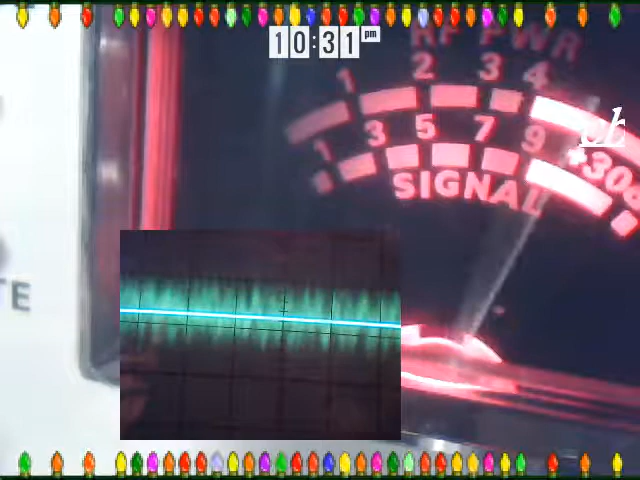 10:31 pm
RF PWR
1 2 3 4
1 3 5 7 9 +30
SIGNAL
TE